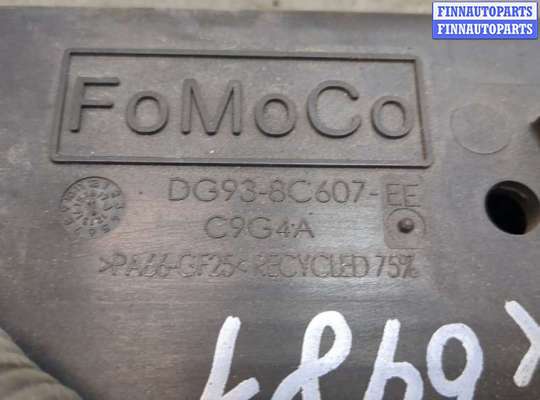 FINNAUTOPARTS
FINNAUTOPARTS
FoMoCo
DG93-8C607-EE
C9G4A
>PA66-GF25< RECYCLED 75%